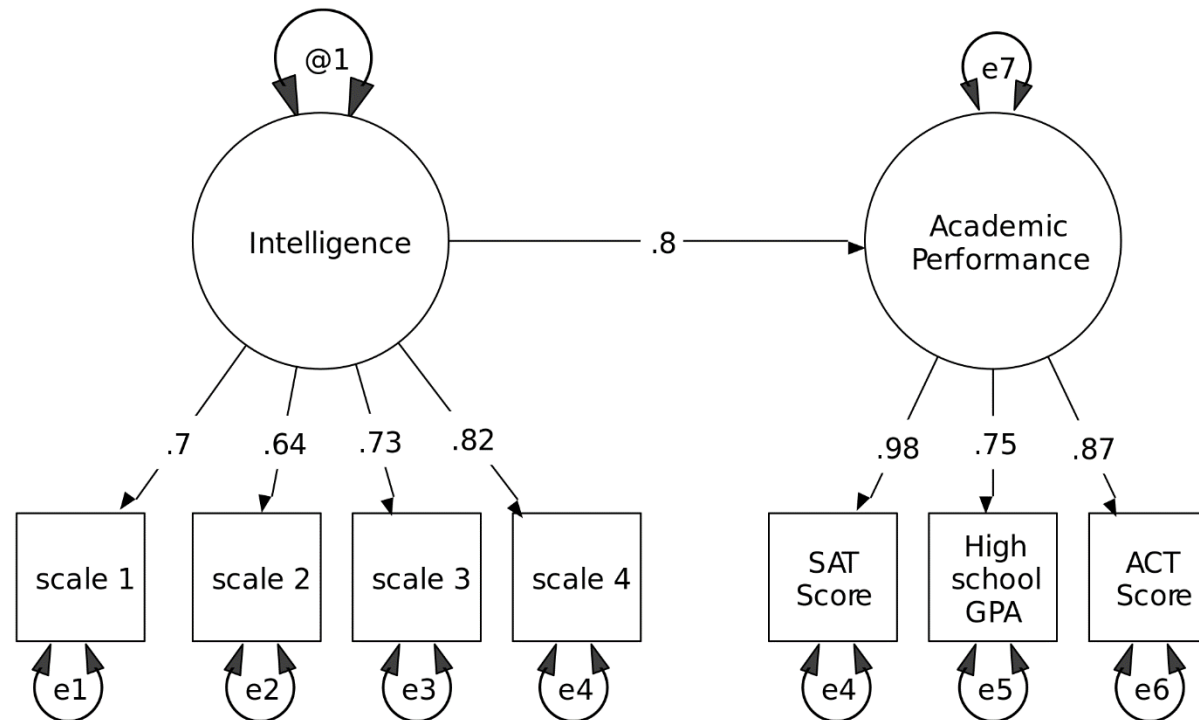 @1
e7
Intelligence
.8
Academic
Performance
.7
.64
.73
.82
.98
.75
.87
scale 1
scale 2
scale 3
scale 4
SAT
Score
High
school
GPA
ACT
Score
e1
e2
e3
e4
e4
e5
e6